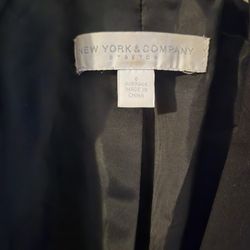 NEW YORK & COMPANY
STRETCH
MADE IN
CHINA